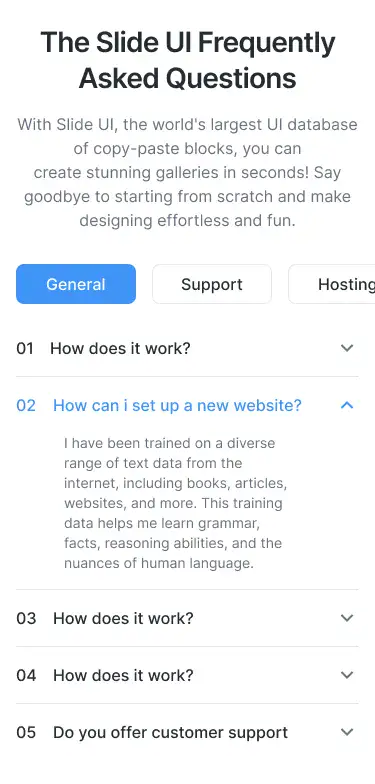 The Slide UI Frequently
Asked Questions
With Slide UI, the world's largest UI database
of copy-paste blocks, you can
create stunning galleries in seconds! Say
goodbye to starting from scratch and make
designing effortless and fun.
General Support Hosting
01 How does it work?
02 How can i set up a new website?
I have been trained on a diverse
range of text data from the
internet, including books, articles,
websites, and more. This training
data helps me learn grammar,
facts, reasoning abilities, and the
nuances of human language.
03 How does it work?
04 How does it work?
05 Do you offer customer support